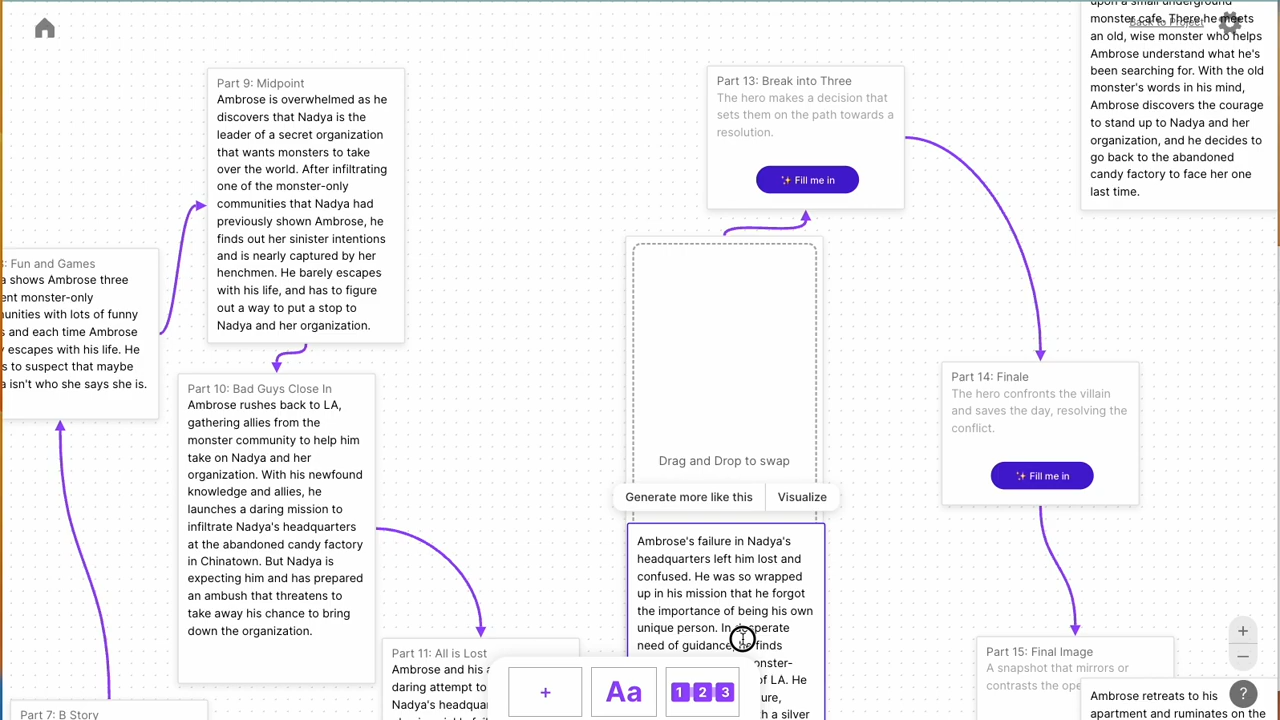 Part 9: Midpoint
Ambrose is overwhelmed as he
discovers that Nadya is the
leader of a secret organization
that wants monsters to take
over the world. After infiltrating
one of the monster-only
communities that Nadya had
previously shown Ambrose, he
finds out her sinister intentions
and is nearly captured by her
henchmen. He barely escapes
with his life, and has to figure
out a way to put a stop to
Nadya and her organization.
Part 13: Break into Three
The hero makes a decision that
sets them on the path towards a
resolution.
✨ Fill me in
upon a small underground
monster cafe. There he meets
Back to Project
an old, wise monster who helps
Ambrose understand what he's
been searching for. With the old
monster's words in his mind,
Ambrose discovers the courage
to stand up to Nadya and her
organization, and he decides to
go back to the abandoned
candy factory to face her one
last time.
: Fun and Games
a shows Ambrose three
ent monster-only
unities with lots of funny
s and each time Ambrose
escapes with his life. He
s to suspect that maybe
a isn't who she says she is.
Part 10: Bad Guys Close In
Ambrose rushes back to LA,
gathering allies from the
monster community to help him
take on Nadya and her
organization. With his newfound
knowledge and allies, he
launches a daring mission to
infiltrate Nadya's headquarters
at the abandoned candy factory
in Chinatown. But Nadya is
expecting him and has prepared
an ambush that threatens to
take away his chance to bring
down the organization.
Drag and Drop to swap
Generate more like this
Visualize
Ambrose's failure in Nadya's
headquarters left him lost and
confused. He was so wrapped
up in his mission that he forgot
the importance of being his own
unique person. In desperate
need of guidance, he finds
onster-
of LA. He
ure,
h a silver
Part 14: Finale
The hero confronts the villain
and saves the day, resolving the
conflict.
✨ Fill me in
Part 11: All is Lost
Ambrose and his a
daring attempt to
Nadya's headqua
Part 15: Final Image
A snapshot that mirrors or
contrasts the ope
Ambrose retreats to his
apartment and ruminates on the
Part 7: B Story
+
Aa
1 2 3
+
−
?